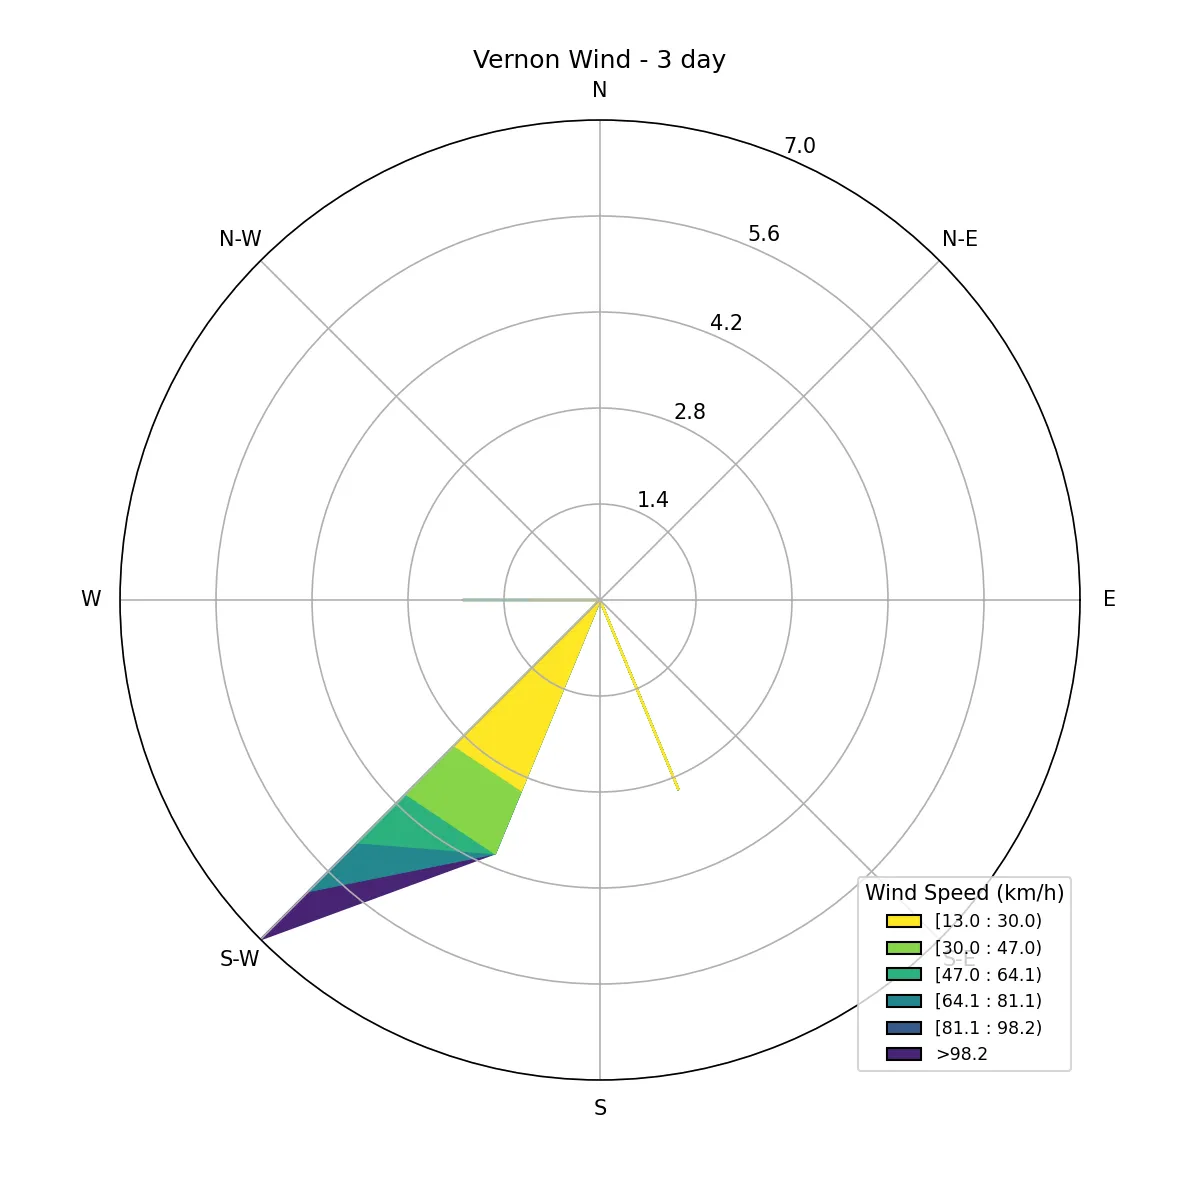 Vernon Wind - 3 day
N
7.0
N-W
5.6
N-E
4.2
2.8
1.4
W
E
S-W
S-E
S
Wind Speed (km/h)
[13.0 : 30.0)
[30.0 : 47.0)
[47.0 : 64.1)
[64.1 : 81.1)
[81.1 : 98.2)
>98.2